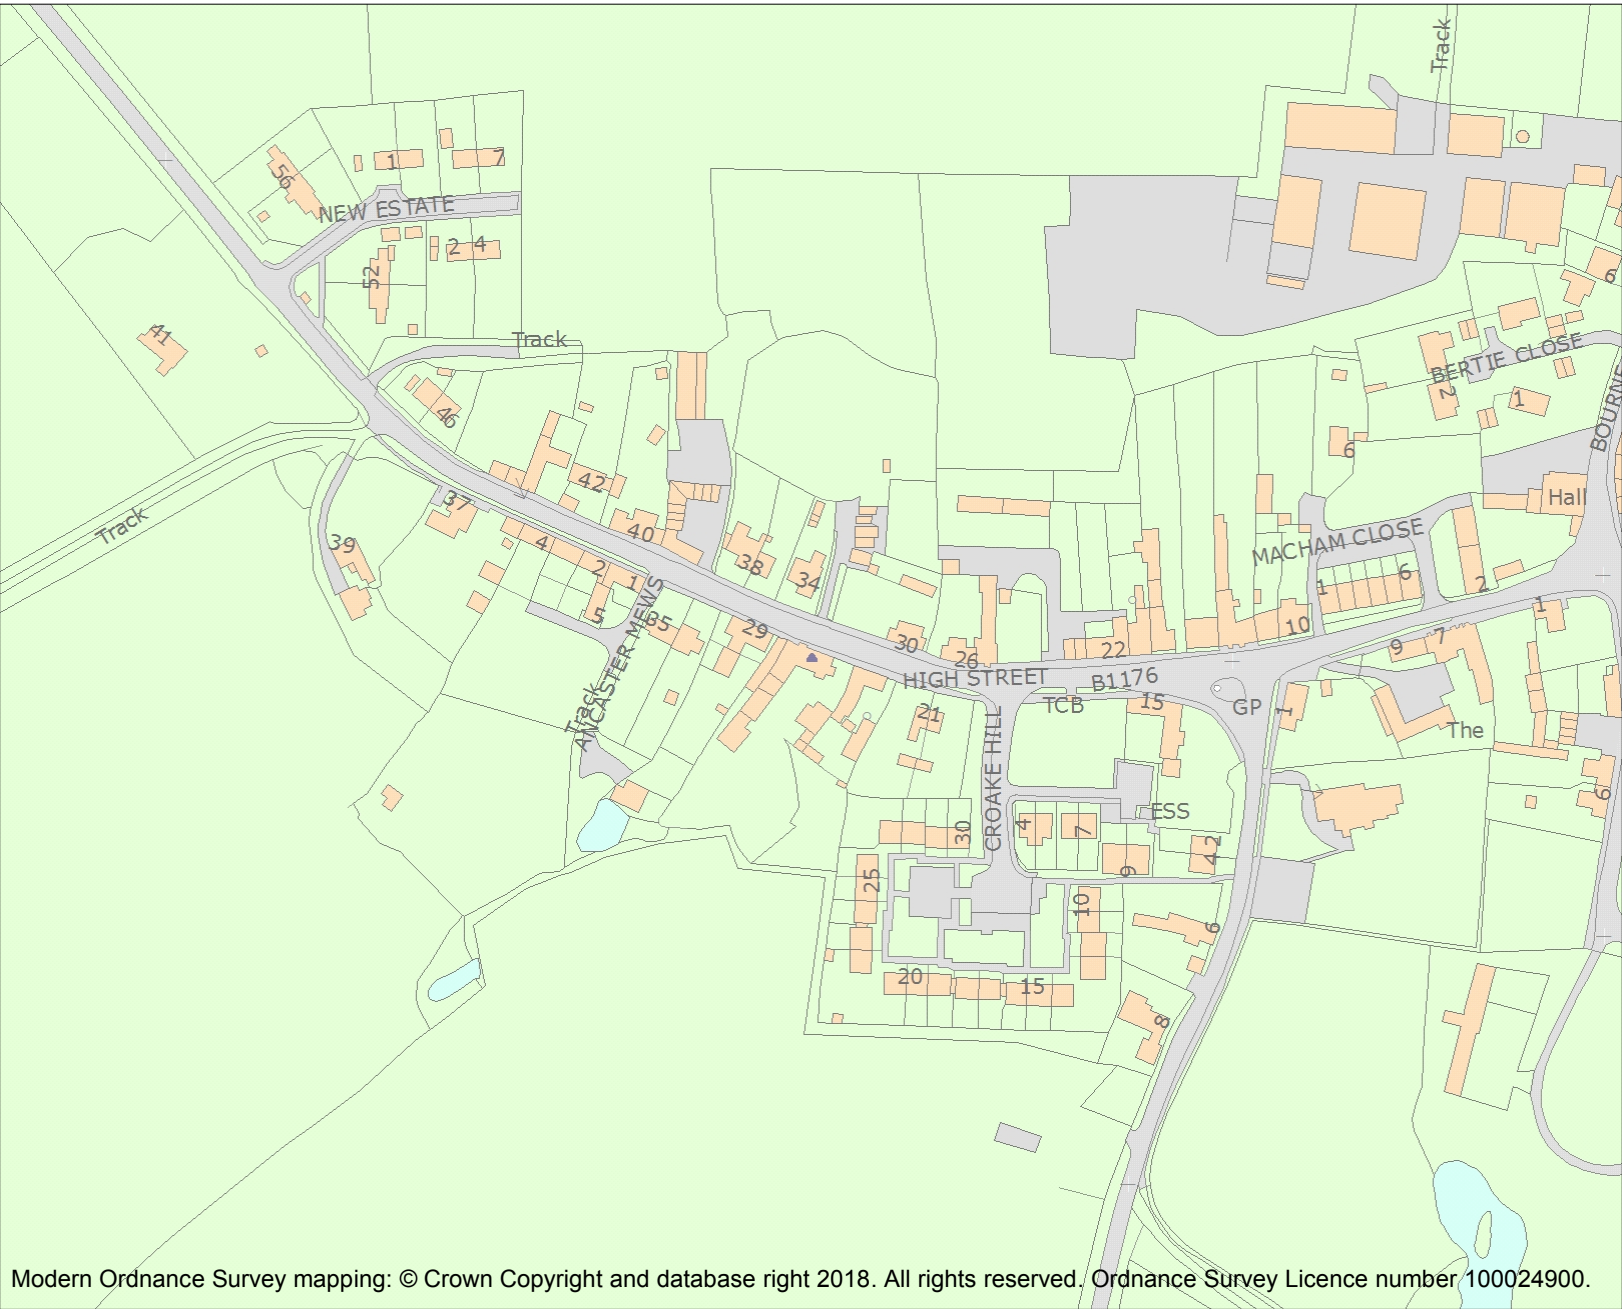 Track
56
1
7
NEW ESTATE
2 4
52
41
Track
46
6
BERTIE CLOSE
2
1
BOURNE
6
42
37
Track
39
40
4
2
1
5
38
34
35
29
ANCASTER MEWS
Track
Hall
MACHAM CLOSE
1
6
2
1
10
22
30
26
HIGH STREET
B1176
9
7
21
TCB
15
GP
1
The
CROAKE HILL
ESS
6
30
4
7
42
9
25
10
6
20
15
8
Modern Ordnance Survey mapping: © Crown Copyright and database right 2018. All rights reserved. Ordnance Survey Licence number 100024900.